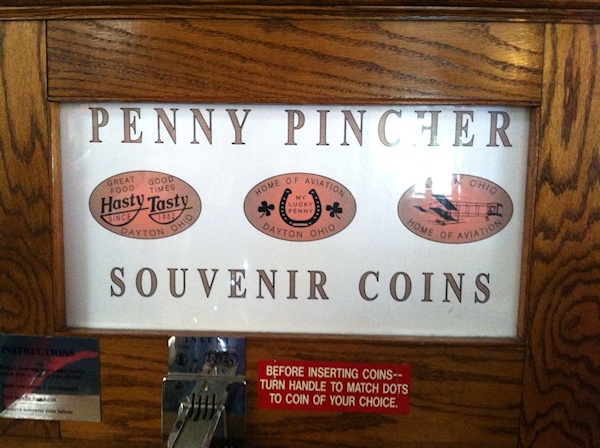 PENNY PINCHER
GREAT GOOD
FOOD TIMES
Hasty Tasty
SINCE 1952
DAYTON OHIO
HOME OF AVIATION
MY
LUCKY
PENNY
DAYTON OHIO
OHIO
HOME OF AVIATION
SOUVENIR COINS
INSTRUCTIONS
BEFORE INSERTING COINS--
TURN HANDLE TO MATCH DOTS
TO COIN OF YOUR CHOICE.